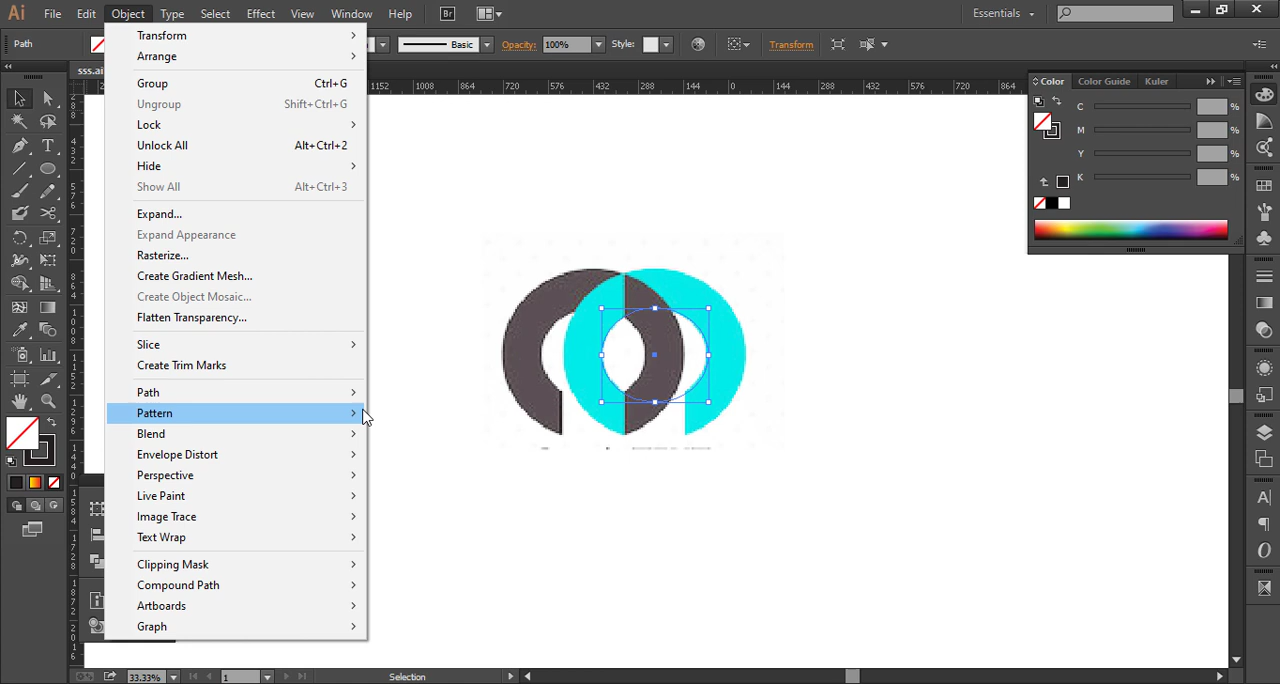 Ai File Edit Object Type Select Effect View Window Help Br Essentials
Path Basic Opacity: 100% Style: Transform
sss.ai
1152 1008 864 720 576 432 288 144 0 144 288 432 576 720 864
Transform
Arrange
Group Ctrl+G
Ungroup Shift+Ctrl+G
Lock
Unlock All Alt+Ctrl+2
Hide
Show All Alt+Ctrl+3
Expand...
Expand Appearance
Rasterize...
Create Gradient Mesh...
Create Object Mosaic...
Flatten Transparency...
Slice
Create Trim Marks
Path
Pattern
Blend
Envelope Distort
Perspective
Live Paint
Image Trace
Text Wrap
Clipping Mask
Compound Path
Artboards
Graph
Color Color Guide Kuler
C %
M %
Y %
K %
33.33% 1 Selection